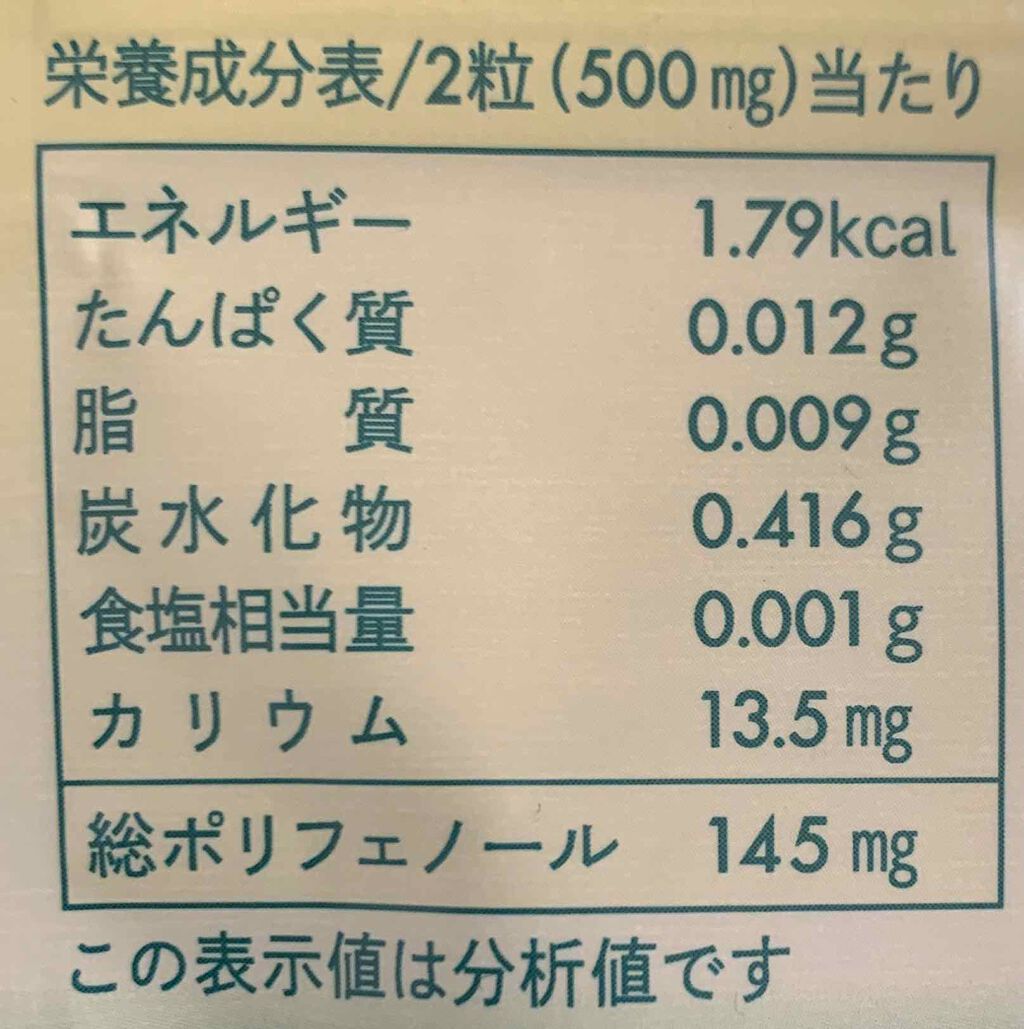 栄養成分表/2粒(500㎎)当たり
エネルギー 1.79kcal
たんぱく質 0.012g
脂質 0.009g
炭水化物 0.416g
食塩相当量 0.001g
カリウム 13.5㎎
総ポリフェノール 145㎎
この表示値は分析値です